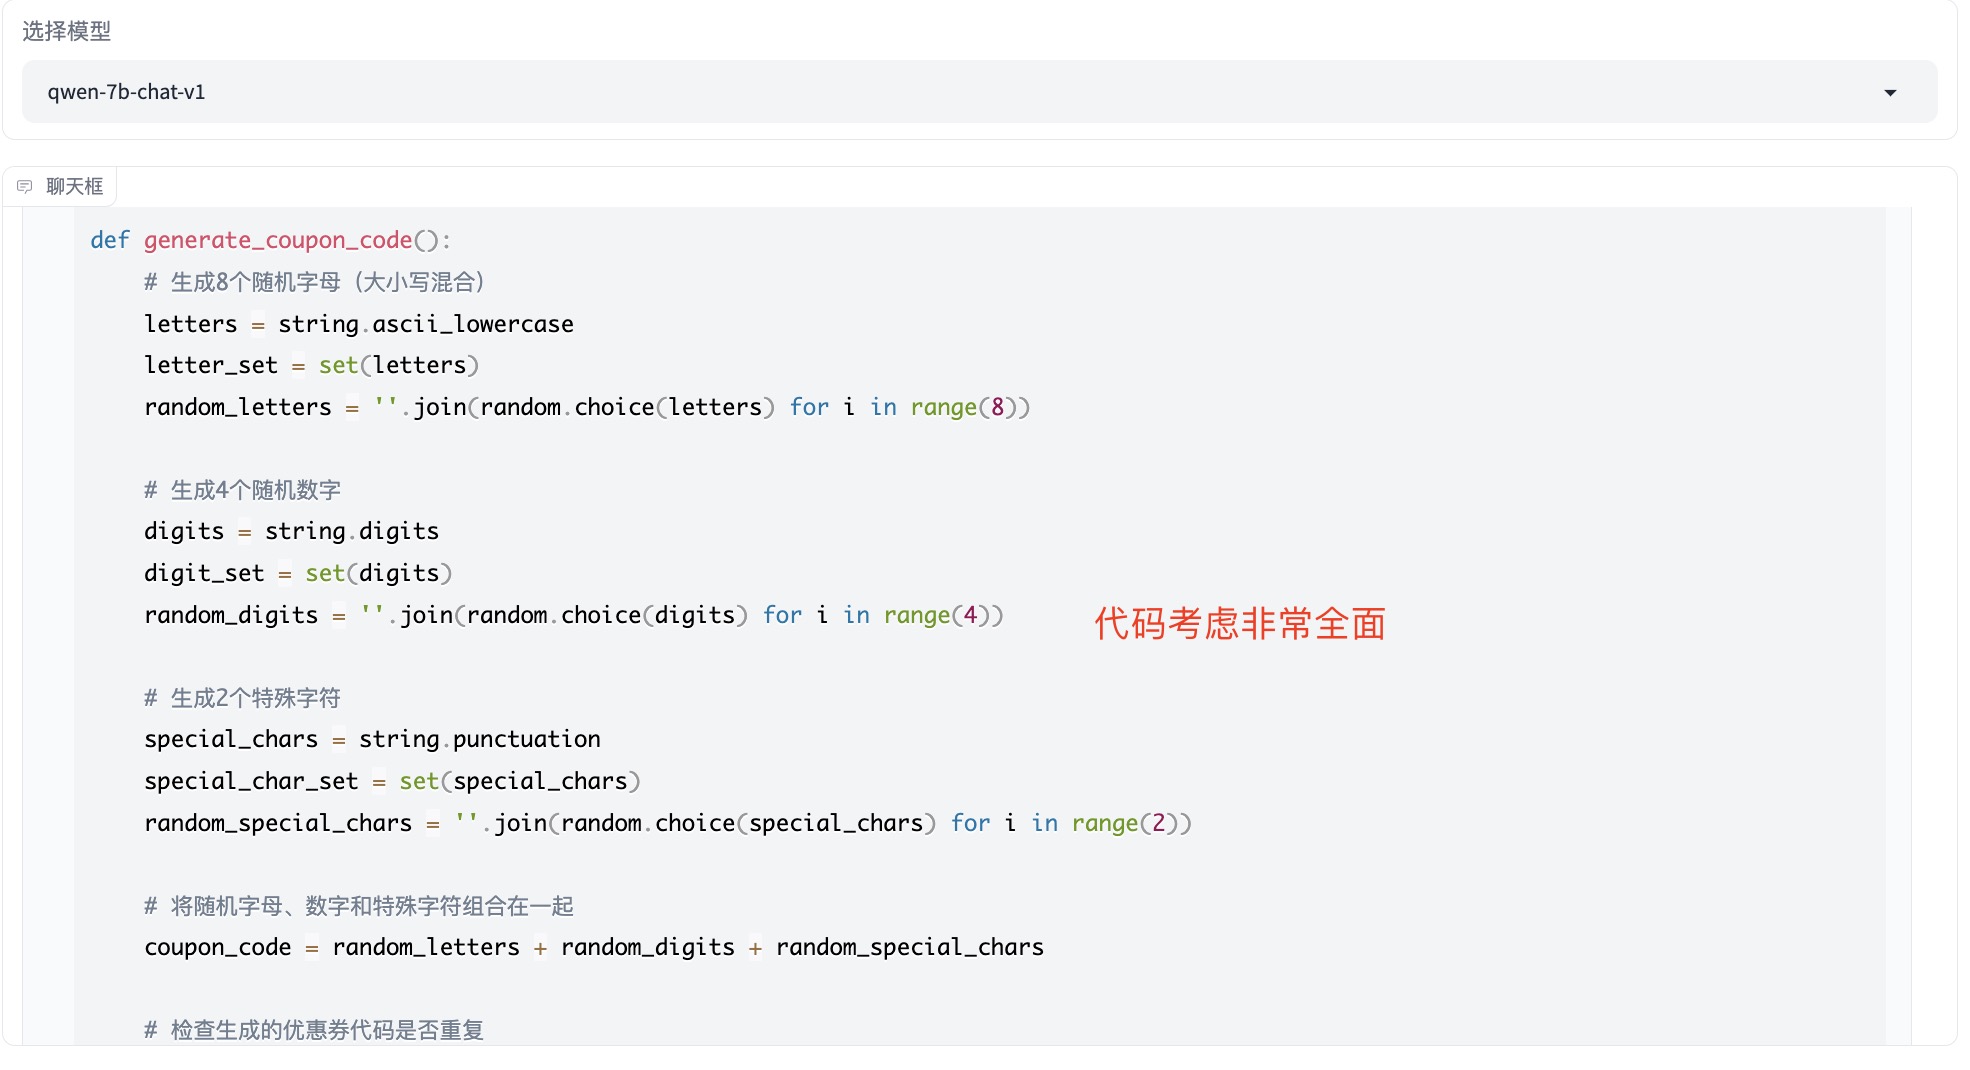 选择模型
qwen-7b-chat-v1
聊天框
def generate_coupon_code():
    # 生成8个随机字母（大小写混合）
    letters = string.ascii_lowercase
    letter_set = set(letters)
    random_letters = ''.join(random.choice(letters) for i in range(8))
    # 生成4个随机数字
    digits = string.digits
    digit_set = set(digits)
    random_digits = ''.join(random.choice(digits) for i in range(4))
代码考虑非常全面
    # 生成2个特殊字符
    special_chars = string.punctuation
    special_char_set = set(special_chars)
    random_special_chars = ''.join(random.choice(special_chars) for i in range(2))
    # 将随机字母、数字和特殊字符组合在一起
    coupon_code = random_letters + random_digits + random_special_chars
    # 检查生成的优惠券代码是否重复